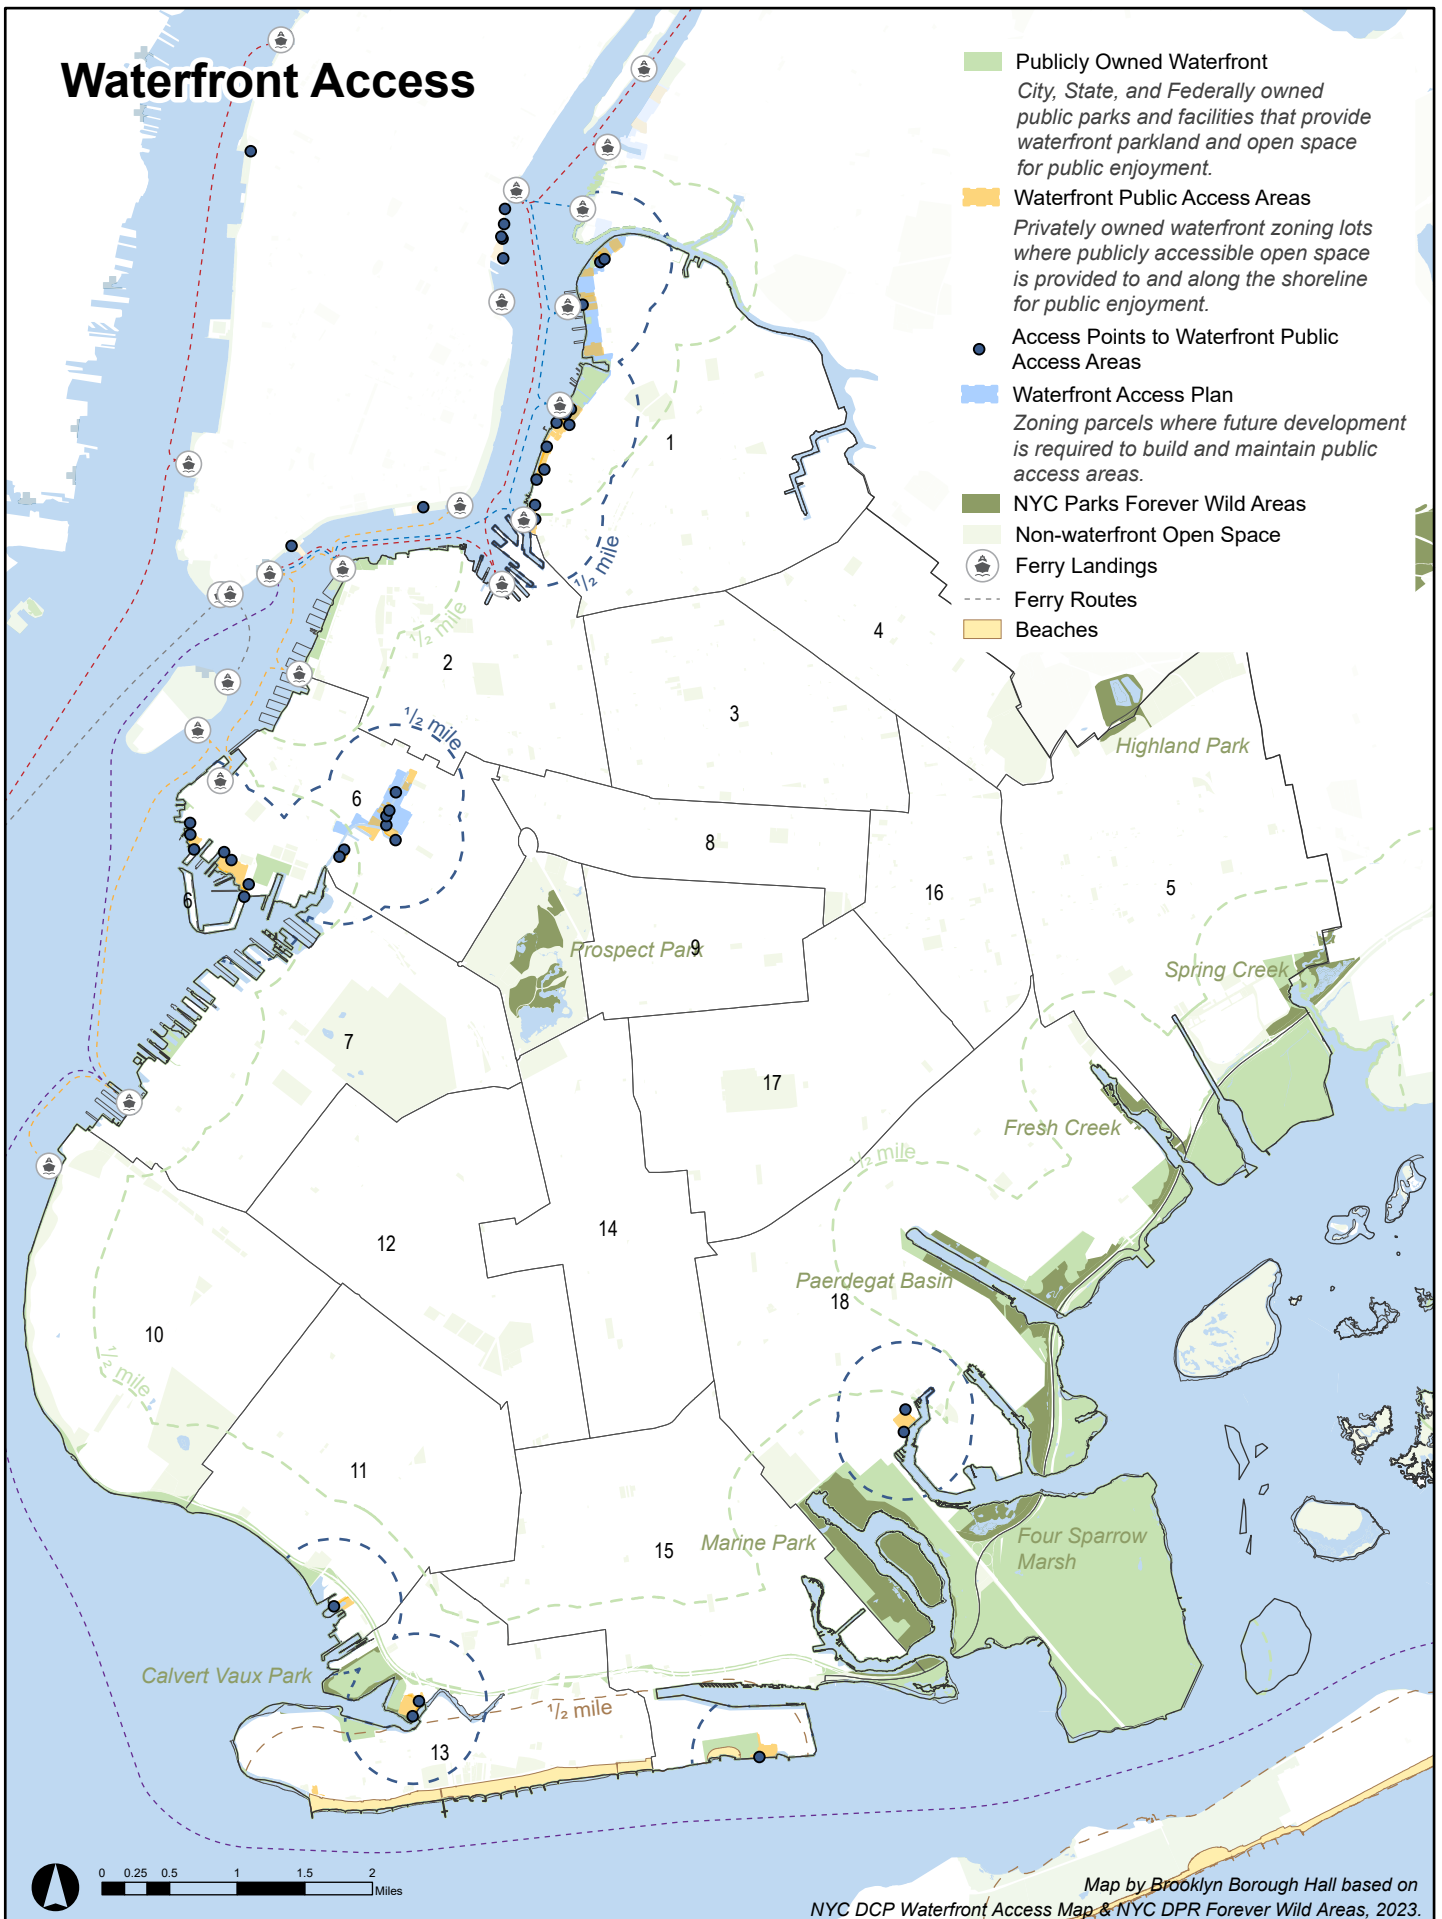 Waterfront Access
Publicly Owned Waterfront
City, State, and Federally owned
public parks and facilities that provide
waterfront parkland and open space
for public enjoyment.
Waterfront Public Access Areas
Privately owned waterfront zoning lots
where publicly accessible open space
is provided to and along the shoreline
for public enjoyment.
Access Points to Waterfront Public
Access Areas
Waterfront Access Plan
Zoning parcels where future development
is required to build and maintain public
access areas.
NYC Parks Forever Wild Areas
Non-waterfront Open Space
Ferry Landings
Ferry Routes
Beaches
1
1/2 mile
1/2 mile
2
4
3
1/2 mile
Highland Park
6
8
5
16
6
Prospect Park
9
Spring Creek
7
17
Fresh Creek
1/2 mile
14
12
Paerdegat Basin
18
10
1/2 mile
11
Marine Park
15
Four Sparrow
Marsh
Calvert Vaux Park
1/2 mile
13
0 0.25 0.5 1 1.5 2
Miles
Map by Brooklyn Borough Hall based on
NYC DCP Waterfront Access Map & NYC DPR Forever Wild Areas, 2023.